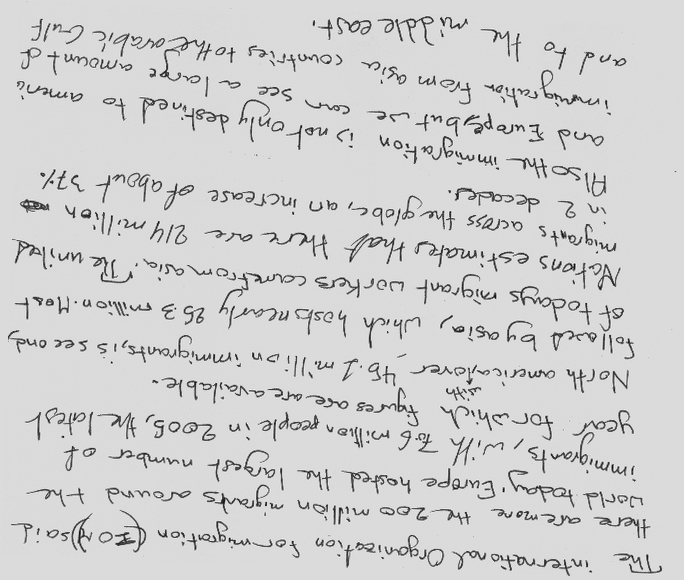 The international Organization for migration (IOM) said
there are more the 200 million migrants around the
world today. Europe hosted the largest number of
immigrants, with 70.6 million people in 2005, the latest
year for which figures are available.
North america, with over 45.1 million immigrants, is second,
followed by asia, which hosts nearly 25.3 million. Most
of todays migrant workers come from asia. The united
Nations estimates that there are 214 million
migrants across the globe, an increase of about 37%
in 2 decades.
Also the immigration is not only destined to ameri
and Europe, but we can see a large amount of
immigration from asia countries to the arabic Gulf
and to the middle east.